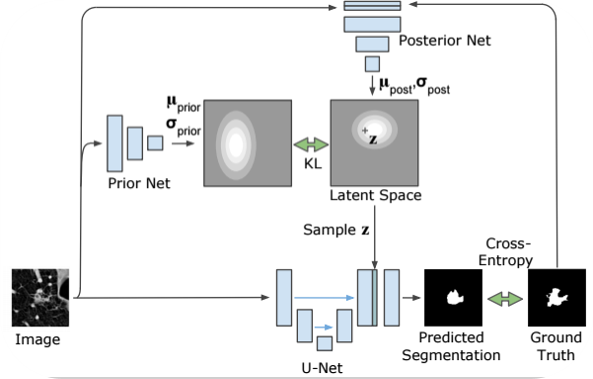 Posterior Net
μpost,σpost
μprior
σprior
z
KL
Prior Net
Latent Space
Sample z
Cross-
Entropy
Image
Predicted
Segmentation
Ground
Truth
U-Net